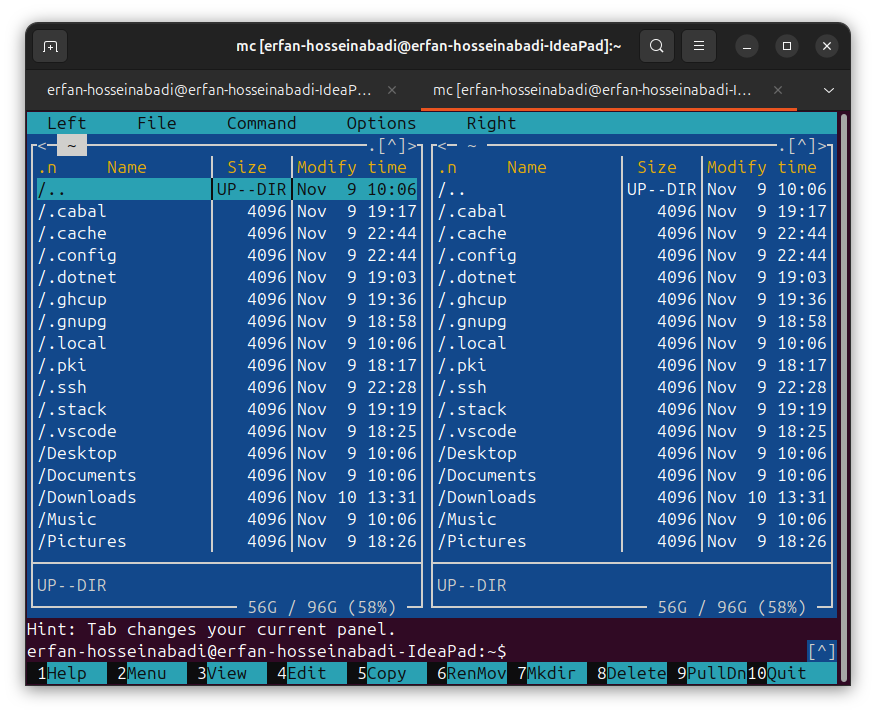 mc [erfan-hosseinabadi@erfan-hosseinabadi-IdeaPad]:~
erfan-hosseinabadi@erfan-hosseinabadi-IdeaP... × mc [erfan-hosseinabadi@erfan-hosseinabadi-I... ×
Left File Command Options Right
<- ~ .[^]> <- ~ .[^]>
.n Name Size Modify time .n Name Size Modify time
/.. UP--DIR Nov 9 10:06 /.. UP--DIR Nov 9 10:06
/.cabal 4096 Nov 9 19:17 /.cabal 4096 Nov 9 19:17
/.cache 4096 Nov 9 22:44 /.cache 4096 Nov 9 22:44
/.config 4096 Nov 9 22:44 /.config 4096 Nov 9 22:44
/.dotnet 4096 Nov 9 19:03 /.dotnet 4096 Nov 9 19:03
/.ghcup 4096 Nov 9 19:36 /.ghcup 4096 Nov 9 19:36
/.gnupg 4096 Nov 9 18:58 /.gnupg 4096 Nov 9 18:58
/.local 4096 Nov 9 10:06 /.local 4096 Nov 9 10:06
/.pki 4096 Nov 9 18:17 /.pki 4096 Nov 9 18:17
/.ssh 4096 Nov 9 22:28 /.ssh 4096 Nov 9 22:28
/.stack 4096 Nov 9 19:19 /.stack 4096 Nov 9 19:19
/.vscode 4096 Nov 9 18:25 /.vscode 4096 Nov 9 18:25
/Desktop 4096 Nov 9 10:06 /Desktop 4096 Nov 9 10:06
/Documents 4096 Nov 9 10:06 /Documents 4096 Nov 9 10:06
/Downloads 4096 Nov 10 13:31 /Downloads 4096 Nov 10 13:31
/Music 4096 Nov 9 10:06 /Music 4096 Nov 9 10:06
/Pictures 4096 Nov 9 18:26 /Pictures 4096 Nov 9 18:26
UP--DIR UP--DIR
56G / 96G (58%) 56G / 96G (58%)
Hint: Tab changes your current panel.
erfan-hosseinabadi@erfan-hosseinabadi-IdeaPad:~$ [^]
1Help 2Menu 3View 4Edit 5Copy 6RenMov 7Mkdir 8Delete 9PullDn 10Quit